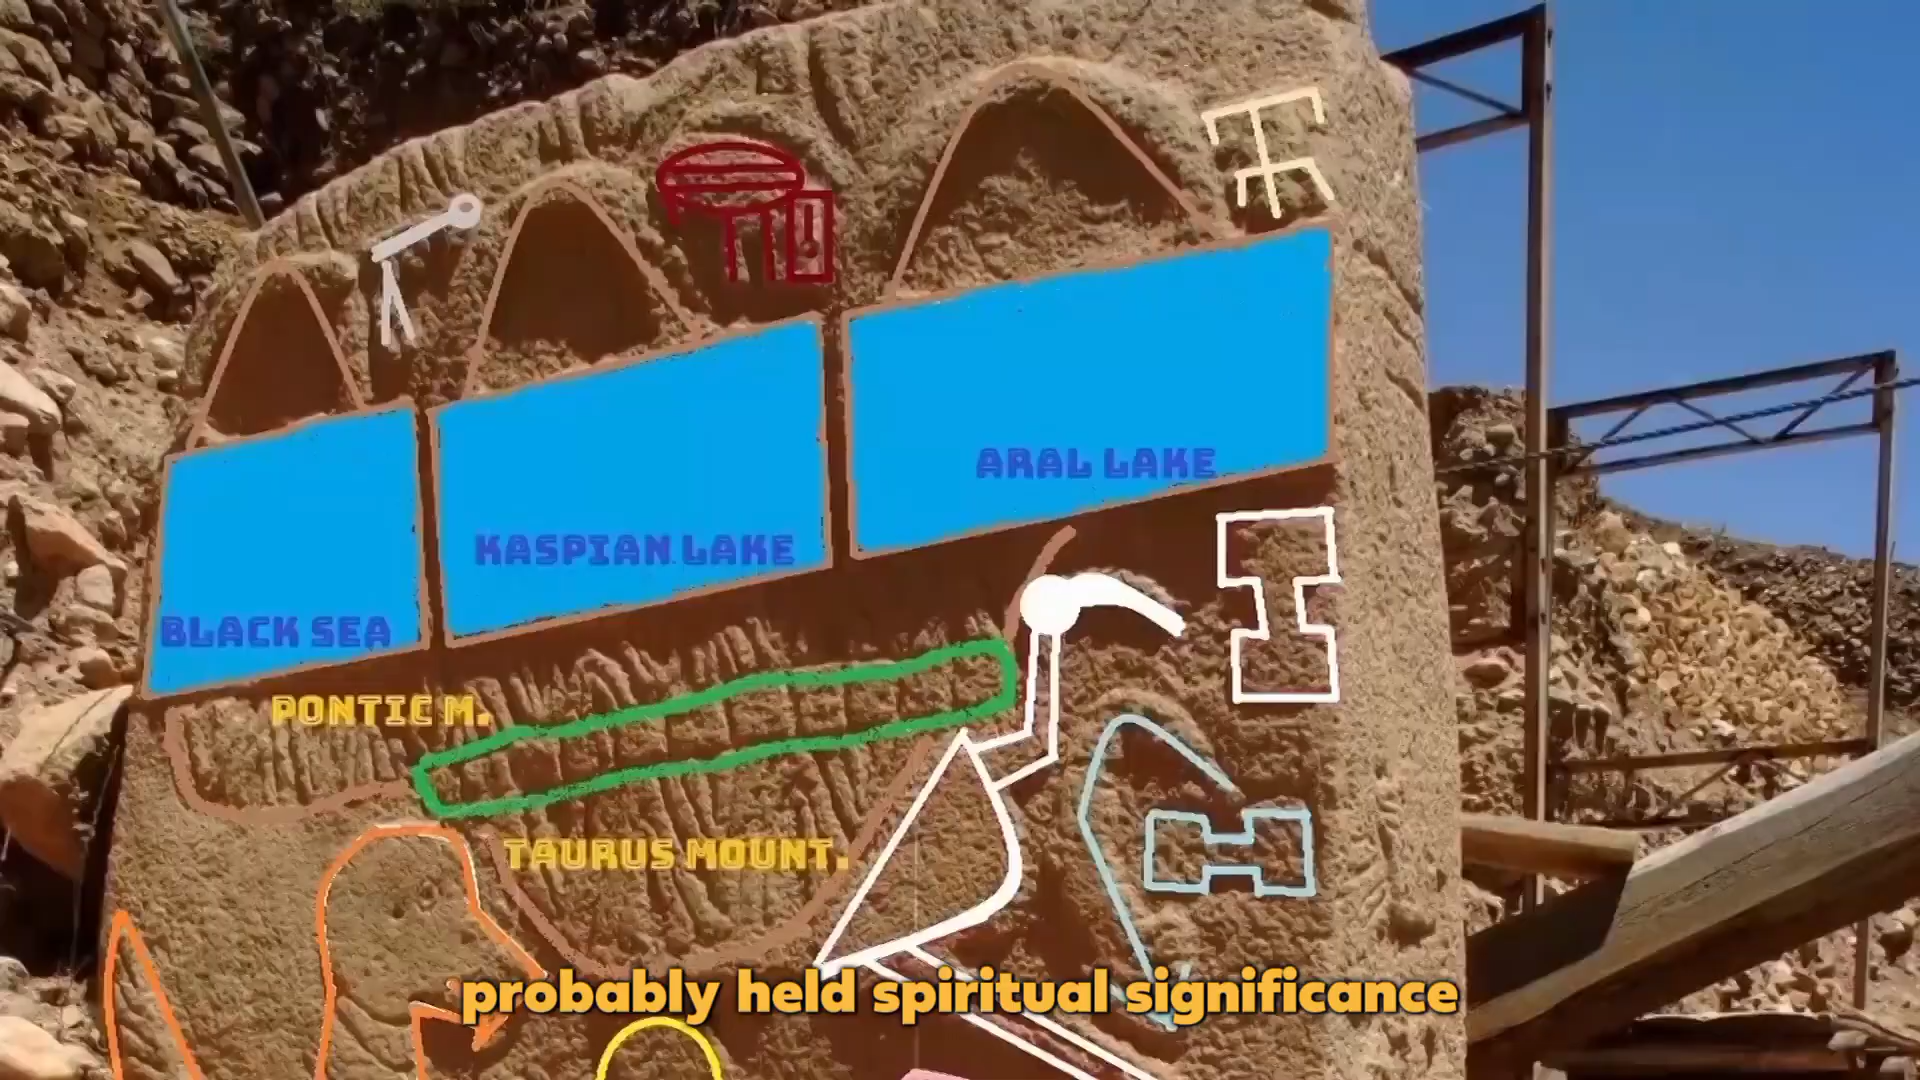 ARAL LAKE
KASPIAN LAKE
BLACK SEA
PONTIC M.
TAURUS MOUNT.
probably held spiritual significance